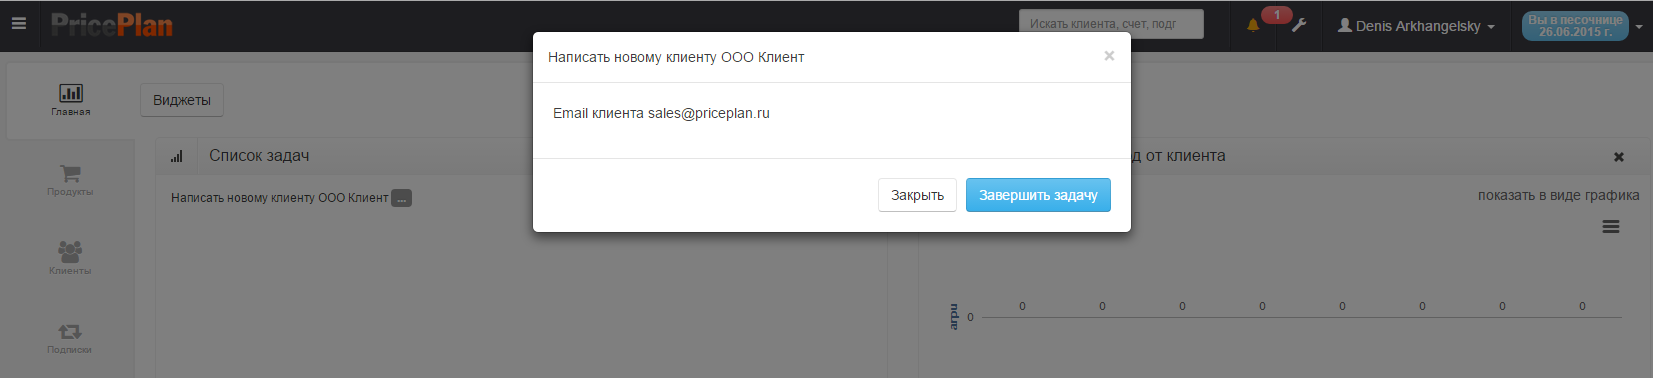 PricePlan
Искать клиента, счет, подг
1
Denis Arkhangelsky
Вы в песочнице
26.06.2015 г.
Написать новому клиенту ООО Клиент
×
Email клиента sales@priceplan.ru
Закрыть
Завершить задачу
Главная
Продукты
Клиенты
Подписки
Виджеты
Список задач
Написать новому клиенту ООО Клиент ...
д от клиента
показать в виде графика
arpu
0
0 0 0 0 0 0 0 0